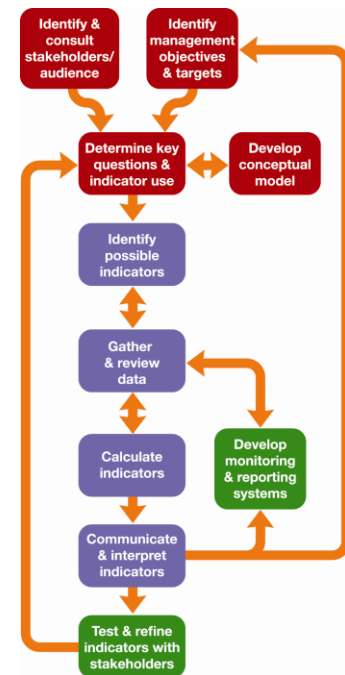 Identify &
consult
stakeholders/
audience
Identify
management
objectives
& targets
Determine key
questions &
indicator use
Develop
conceptual
model
Identify
possible
indicators
Gather
& review
data
Calculate
indicators
Develop
monitoring
& reporting
systems
Communicate
& interpret
indicators
Test & refine
indicators with
stakeholders